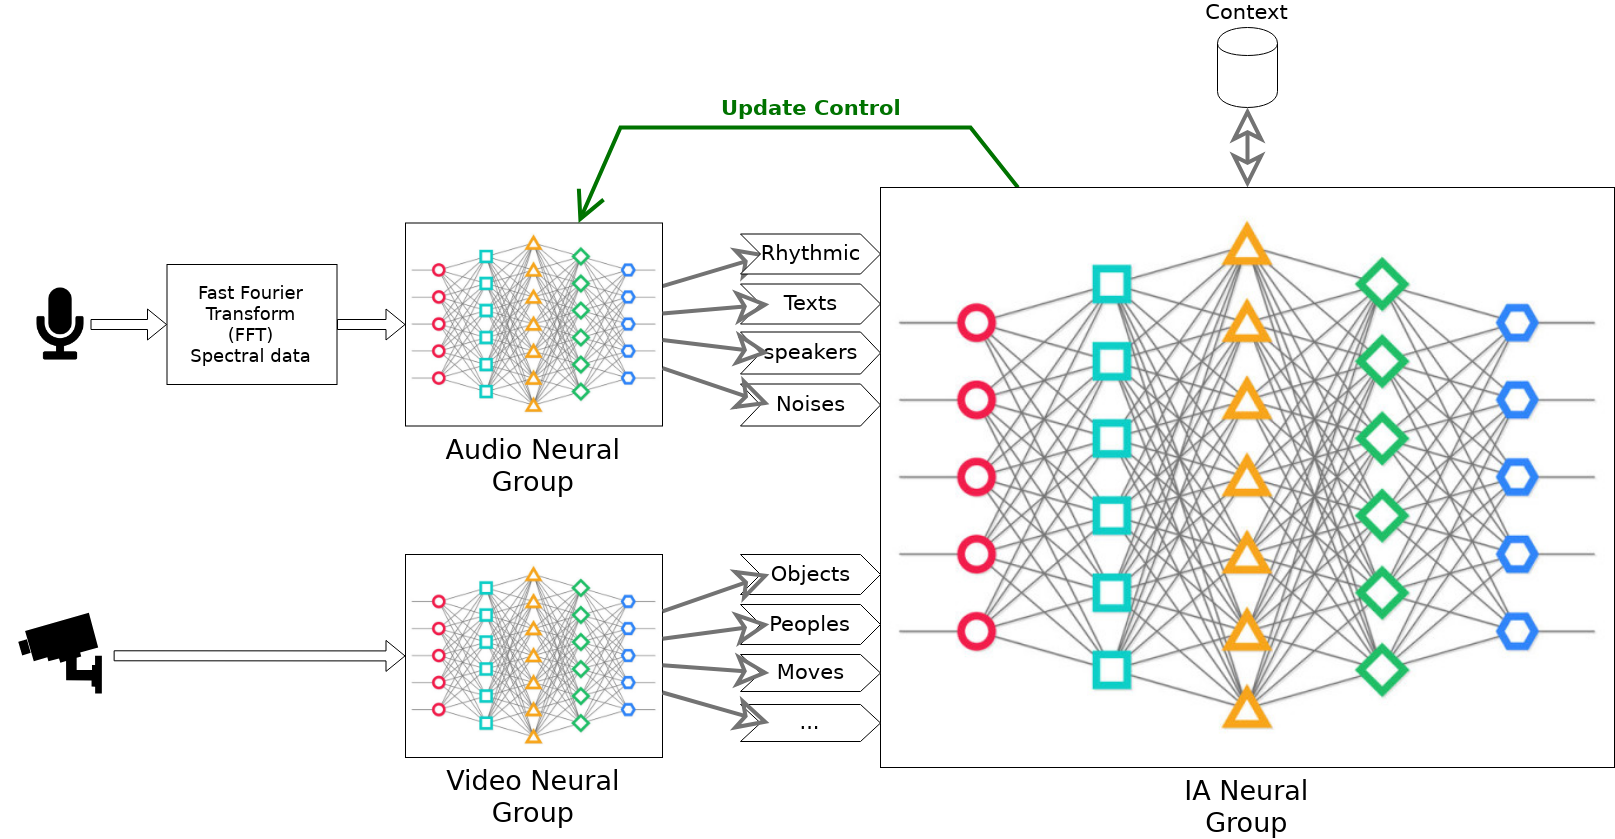 Context
Update Control
Fast Fourier
Transform
(FFT)
Spectral data
Rhythmic
Texts
speakers
Noises
Audio Neural
Group
Objects
Peoples
Moves
...
Video Neural
Group
IA Neural
Group